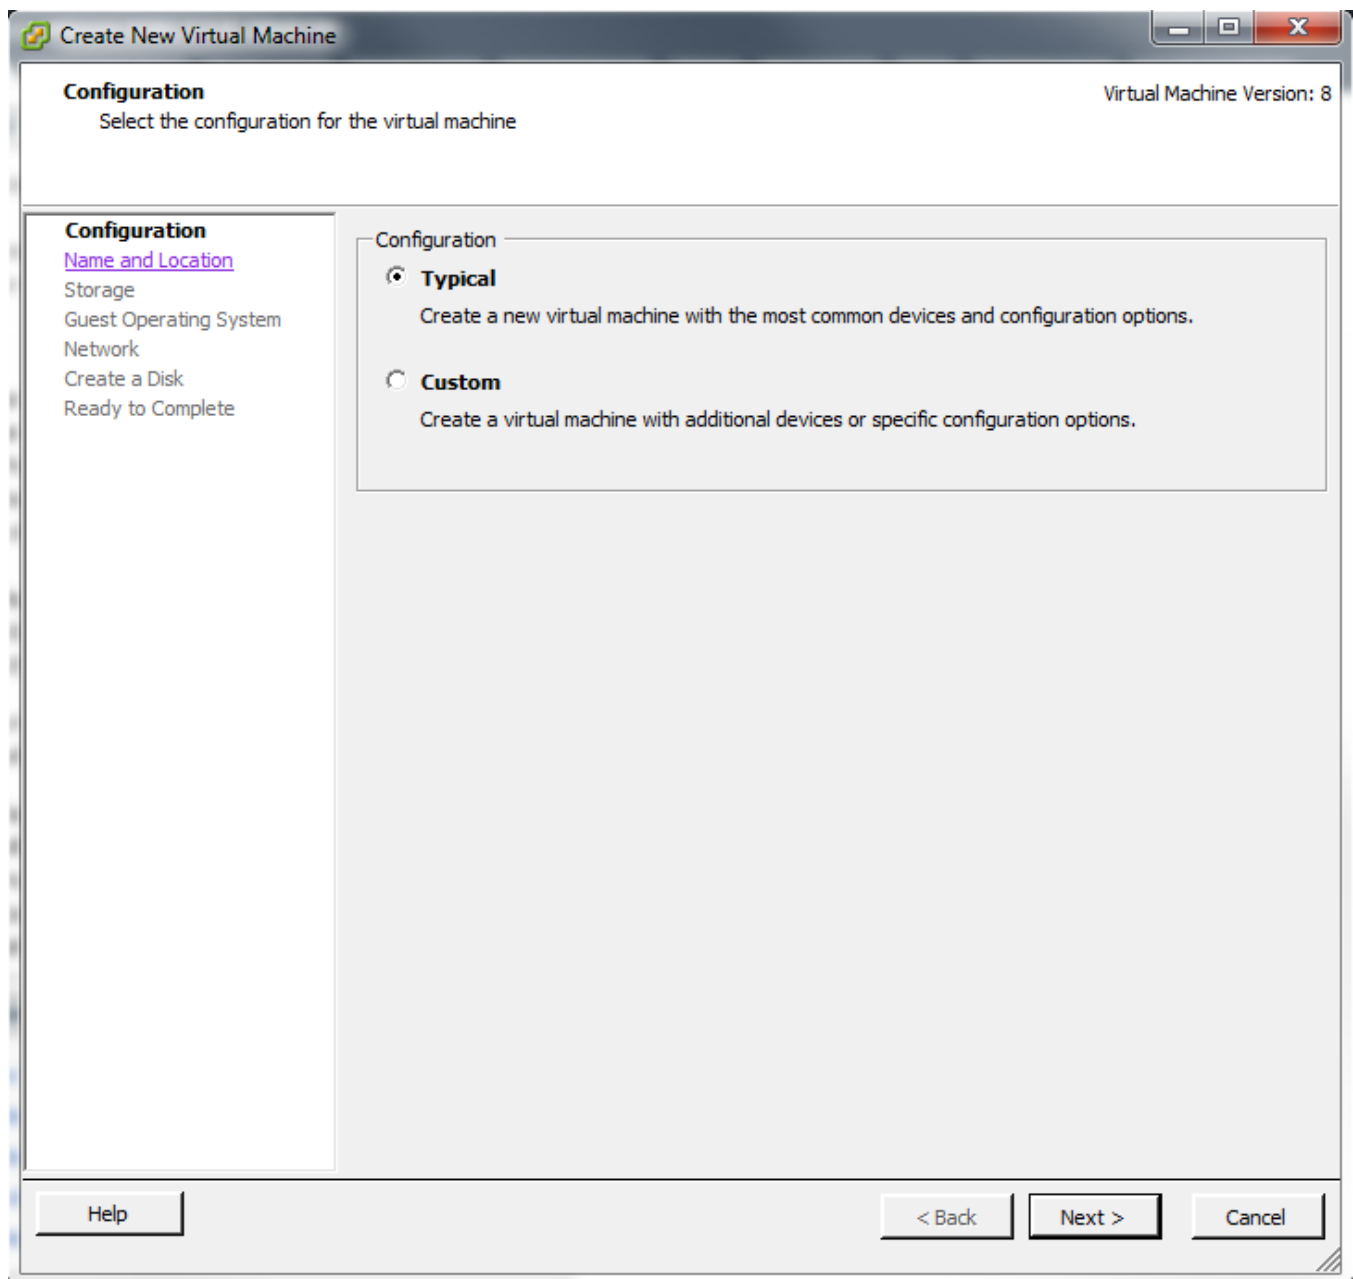 Create New Virtual Machine
Configuration
Virtual Machine Version: 8
Select the configuration for the virtual machine
Configuration
Name and Location
Storage
Guest Operating System
Network
Create a Disk
Ready to Complete
Configuration
Typical
Create a new virtual machine with the most common devices and configuration options.
Custom
Create a virtual machine with additional devices or specific configuration options.
Help
< Back
Next >
Cancel